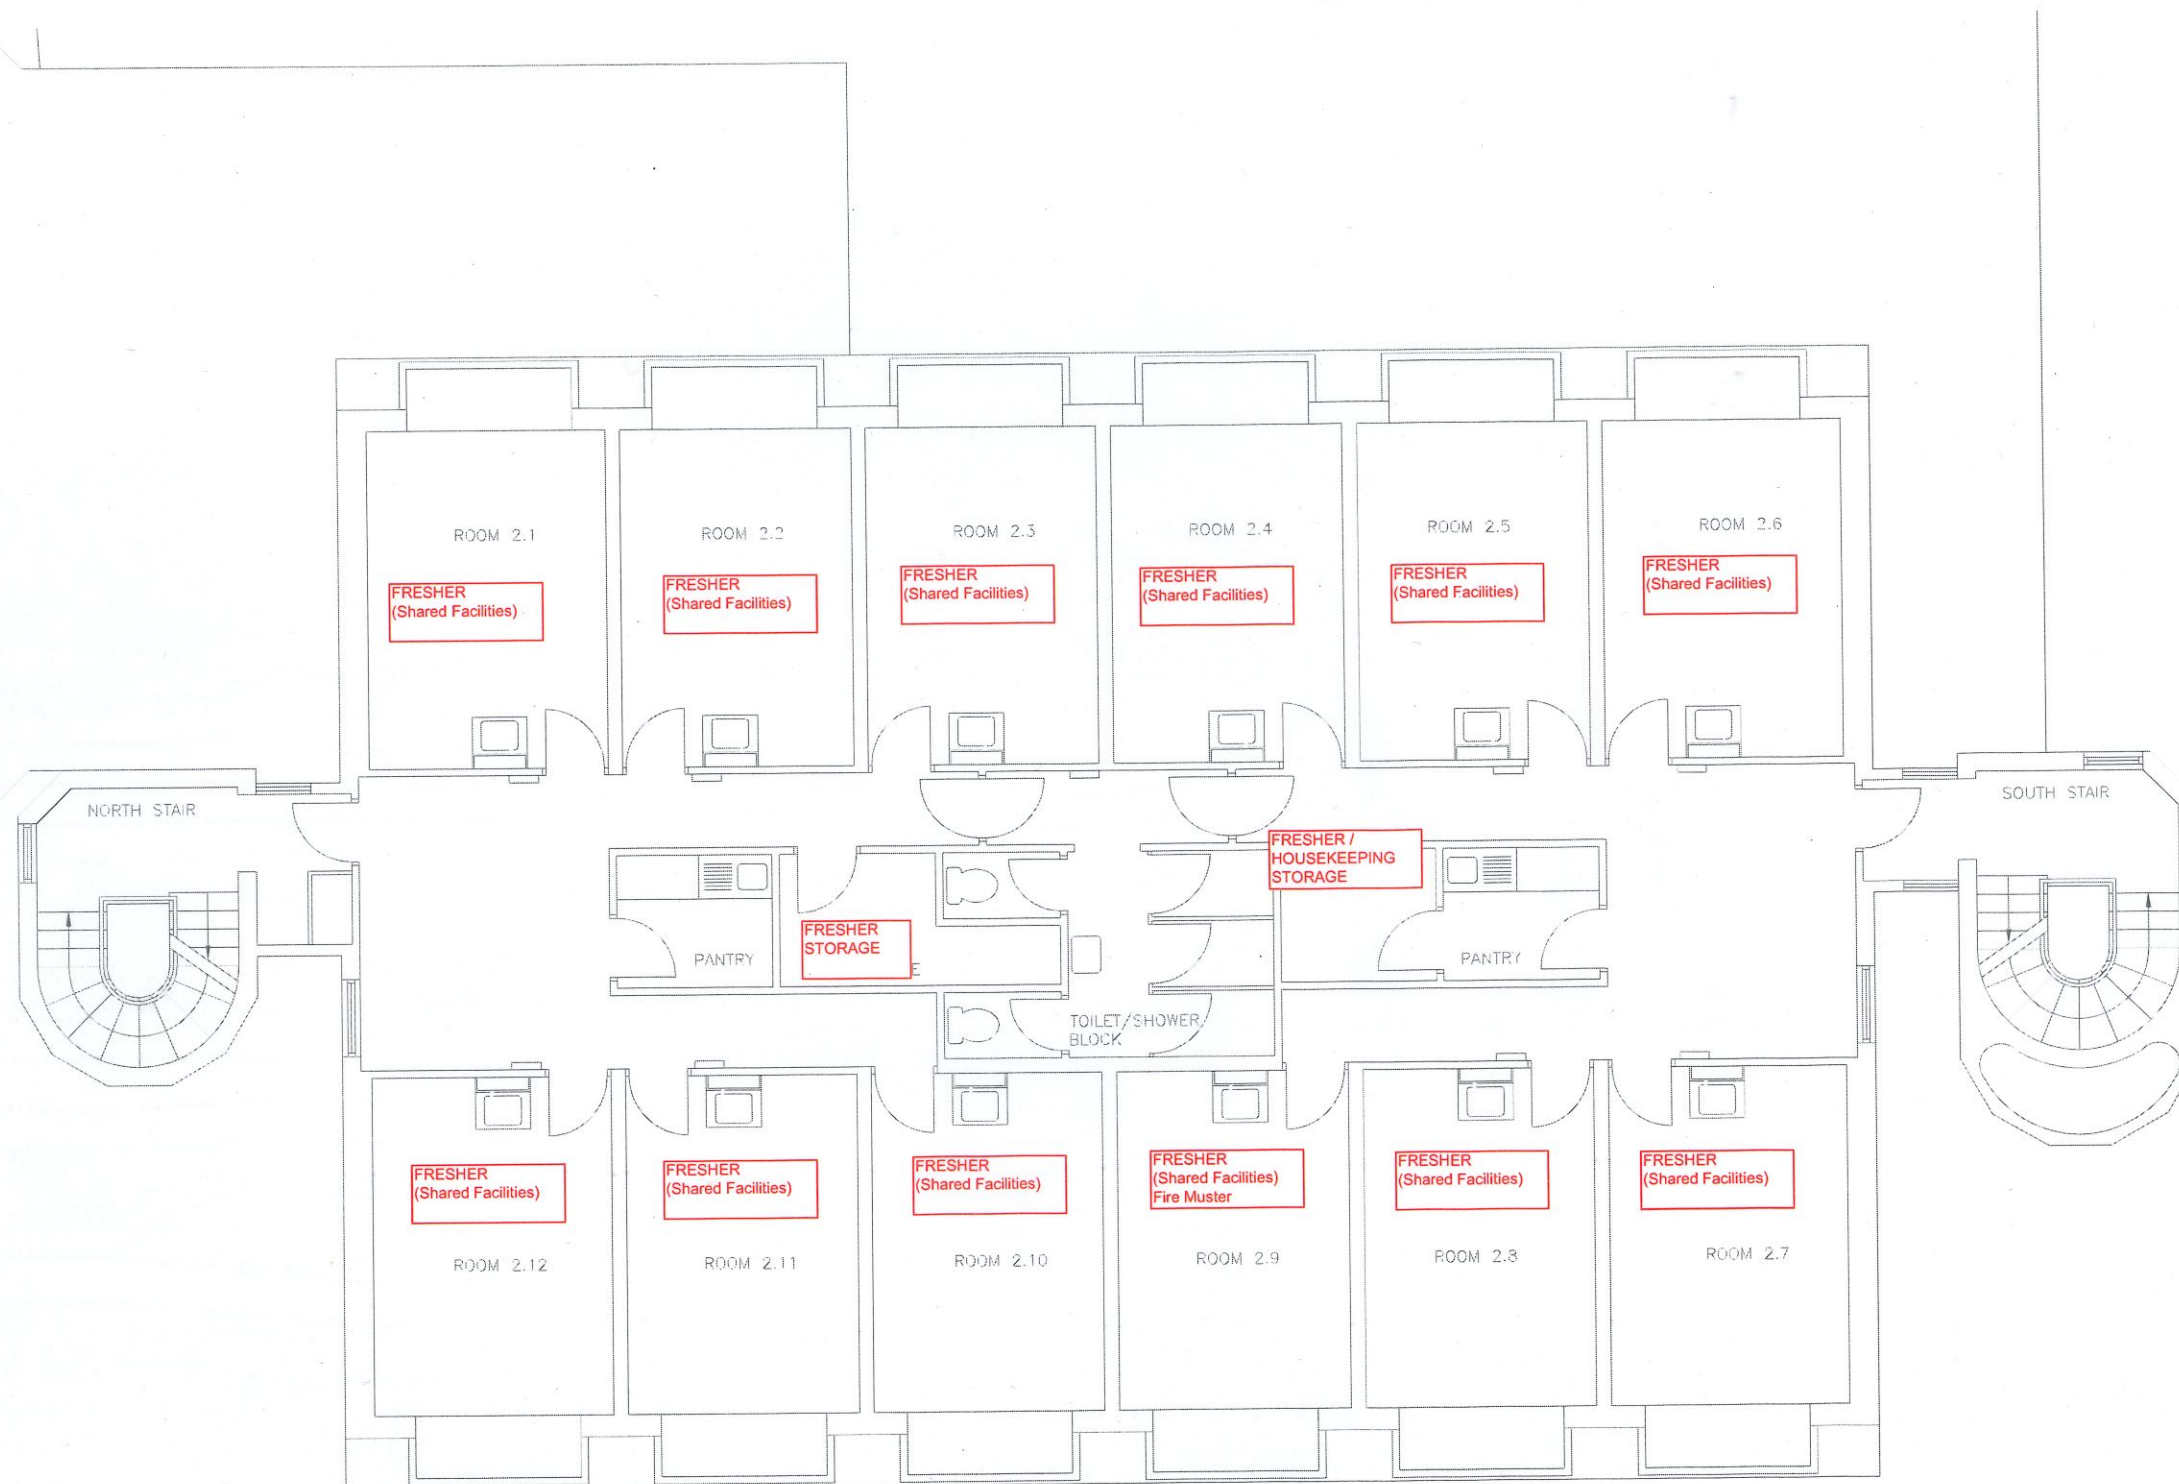 ROOM 2.1
FRESHER
(Shared Facilities)
ROOM 2.2
FRESHER
(Shared Facilities)
ROOM 2.3
FRESHER
(Shared Facilities)
ROOM 2.4
FRESHER
(Shared Facilities)
ROOM 2.5
FRESHER
(Shared Facilities)
ROOM 2.6
FRESHER
(Shared Facilities)
NORTH STAIR
SOUTH STAIR
PANTRY
FRESHER
STORAGE
E
TOILET/SHOWER
BLOCK
FRESHER /
HOUSEKEEPING
STORAGE
PANTRY
FRESHER
(Shared Facilities)
ROOM 2.12
FRESHER
(Shared Facilities)
ROOM 2.11
FRESHER
(Shared Facilities)
ROOM 2.10
FRESHER
(Shared Facilities)
Fire Muster
ROOM 2.9
FRESHER
(Shared Facilities)
ROOM 2.8
FRESHER
(Shared Facilities)
ROOM 2.7